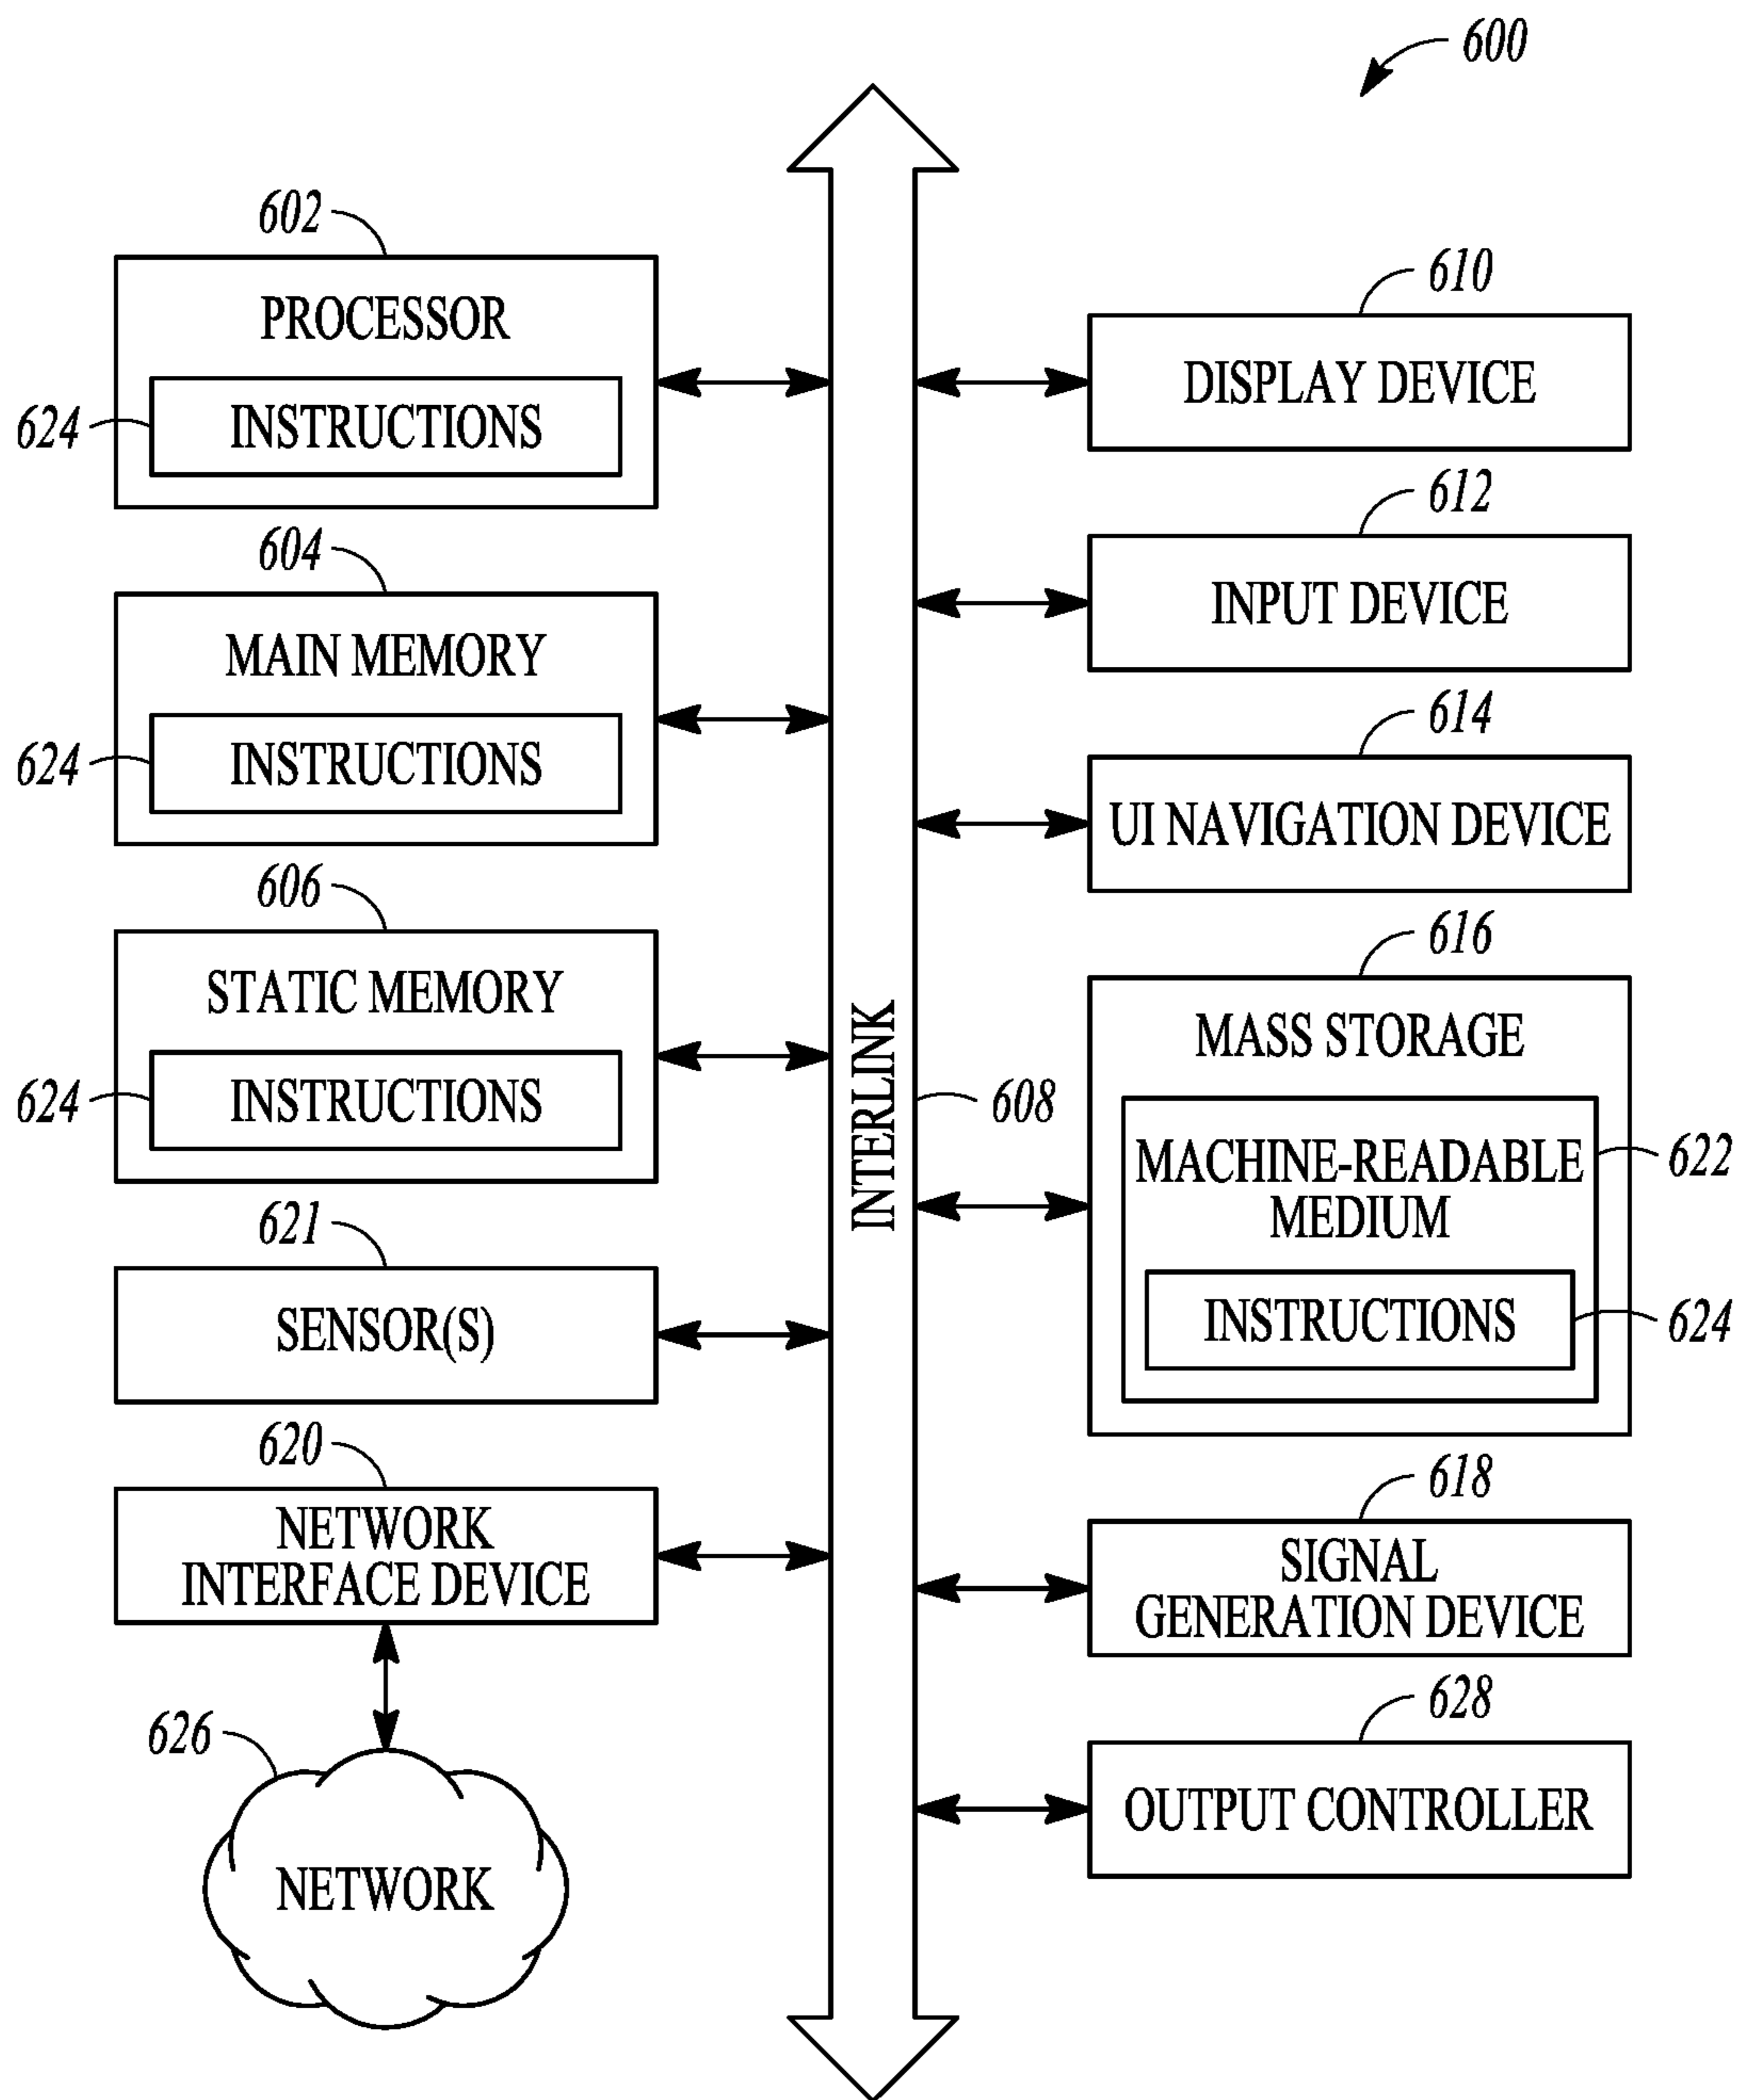 600
602
PROCESSOR
624
INSTRUCTIONS
604
MAIN MEMORY
624
INSTRUCTIONS
606
STATIC MEMORY
624
INSTRUCTIONS
621
SENSOR(S)
620
NETWORK
INTERFACE DEVICE
626
NETWORK
INTERLINK
608
610
DISPLAY DEVICE
612
INPUT DEVICE
614
UI NAVIGATION DEVICE
616
MASS STORAGE
MACHINE-READABLE
MEDIUM
622
INSTRUCTIONS
624
618
SIGNAL
GENERATION DEVICE
628
OUTPUT CONTROLLER